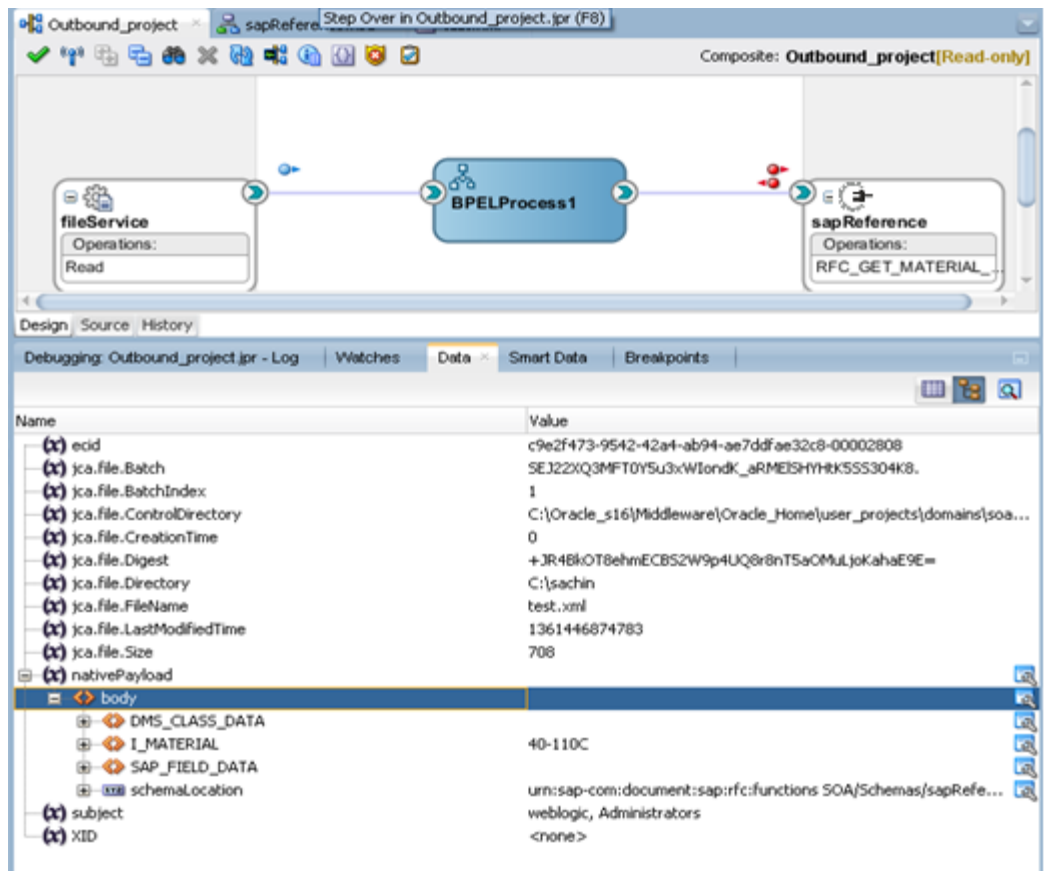 Outbound_project
sapRefere
Step Over in Outbound_project.jpr (F8)
Composite: Outbound_project[Read-only]
fileService
Operations:
Read
BPELProcess1
sapReference
Operations:
RFC_GET_MATERIAL_...
Design Source History
Debugging: Outbound_project.jpr - Log Watches Data Smart Data Breakpoints
Name Value
(x) ecid c9e2f473-9542-42a4-ab94-ae7ddfae32c8-00002808
(x) jca.file.Batch SEJ22XQ3MFT0Y5u3xWIondK_aRMElSHYHtK5SS304K8.
(x) jca.file.BatchIndex 1
(x) jca.file.ControlDirectory C:\Oracle_s16\Middleware\Oracle_Home\user_projects\domains\soa...
(x) jca.file.CreationTime 0
(x) jca.file.Digest +JR4BkOT8ehmECBS2W9p4UQ8r8nT5aOMuLjoKahaE9E=
(x) jca.file.Directory C:\sachin
(x) jca.file.FileName test.xml
(x) jca.file.LastModifiedTime 1361446874783
(x) jca.file.Size 708
(x) nativePayload
body
DMS_CLASS_DATA
I_MATERIAL 40-110C
SAP_FIELD_DATA
schemaLocation urn:sap-com:document:sap:rfc:functions SOA/Schemas/sapRefe...
(x) subject weblogic, Administrators
(x) XID <none>